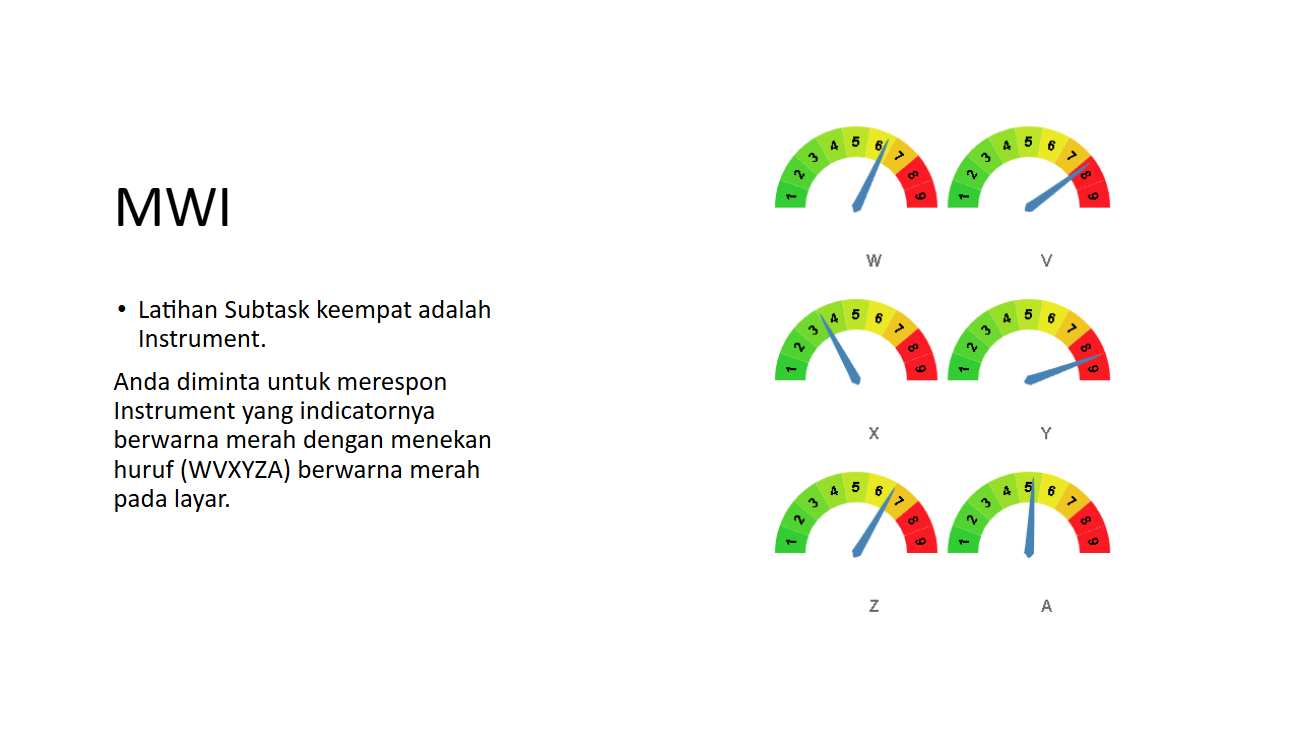 MWI
• Latihan Subtask keempat adalah
Instrument.
Anda diminta untuk merespon
Instrument yang indicatornya
berwarna merah dengan menekan
huruf (WVXYZA) berwarna merah
pada layar.
1 2 3 4 5 6 7 8 9
W
1 2 3 4 5 6 7 8 9
V
1 2 3 4 5 6 7 8 9
X
1 2 3 4 5 6 7 8 9
Y
1 2 3 4 5 6 7 8 9
Z
1 2 3 4 5 6 7 8 9
A